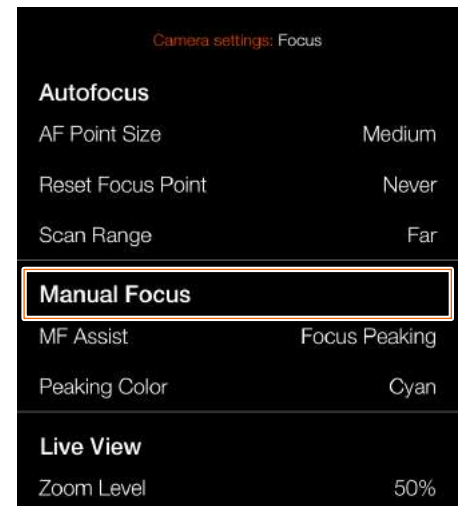 Camera settings: Focus
Autofocus
AF Point Size Medium
Reset Focus Point Never
Scan Range Far
Manual Focus
MF Assist Focus Peaking
Peaking Color Cyan
Live View
Zoom Level 50%